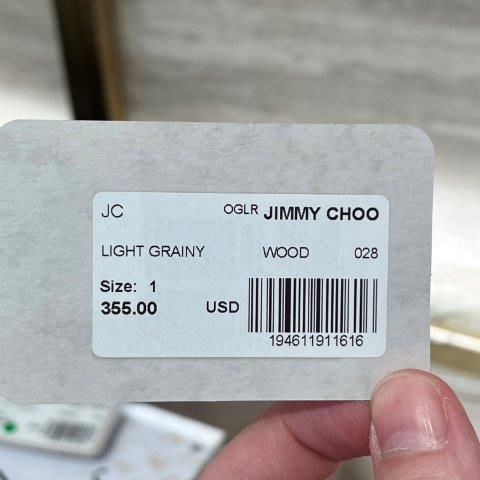 JC OGLR JIMMY CHOO
LIGHT GRAINY WOOD 028
Size: 1
355.00 USD
194611911616